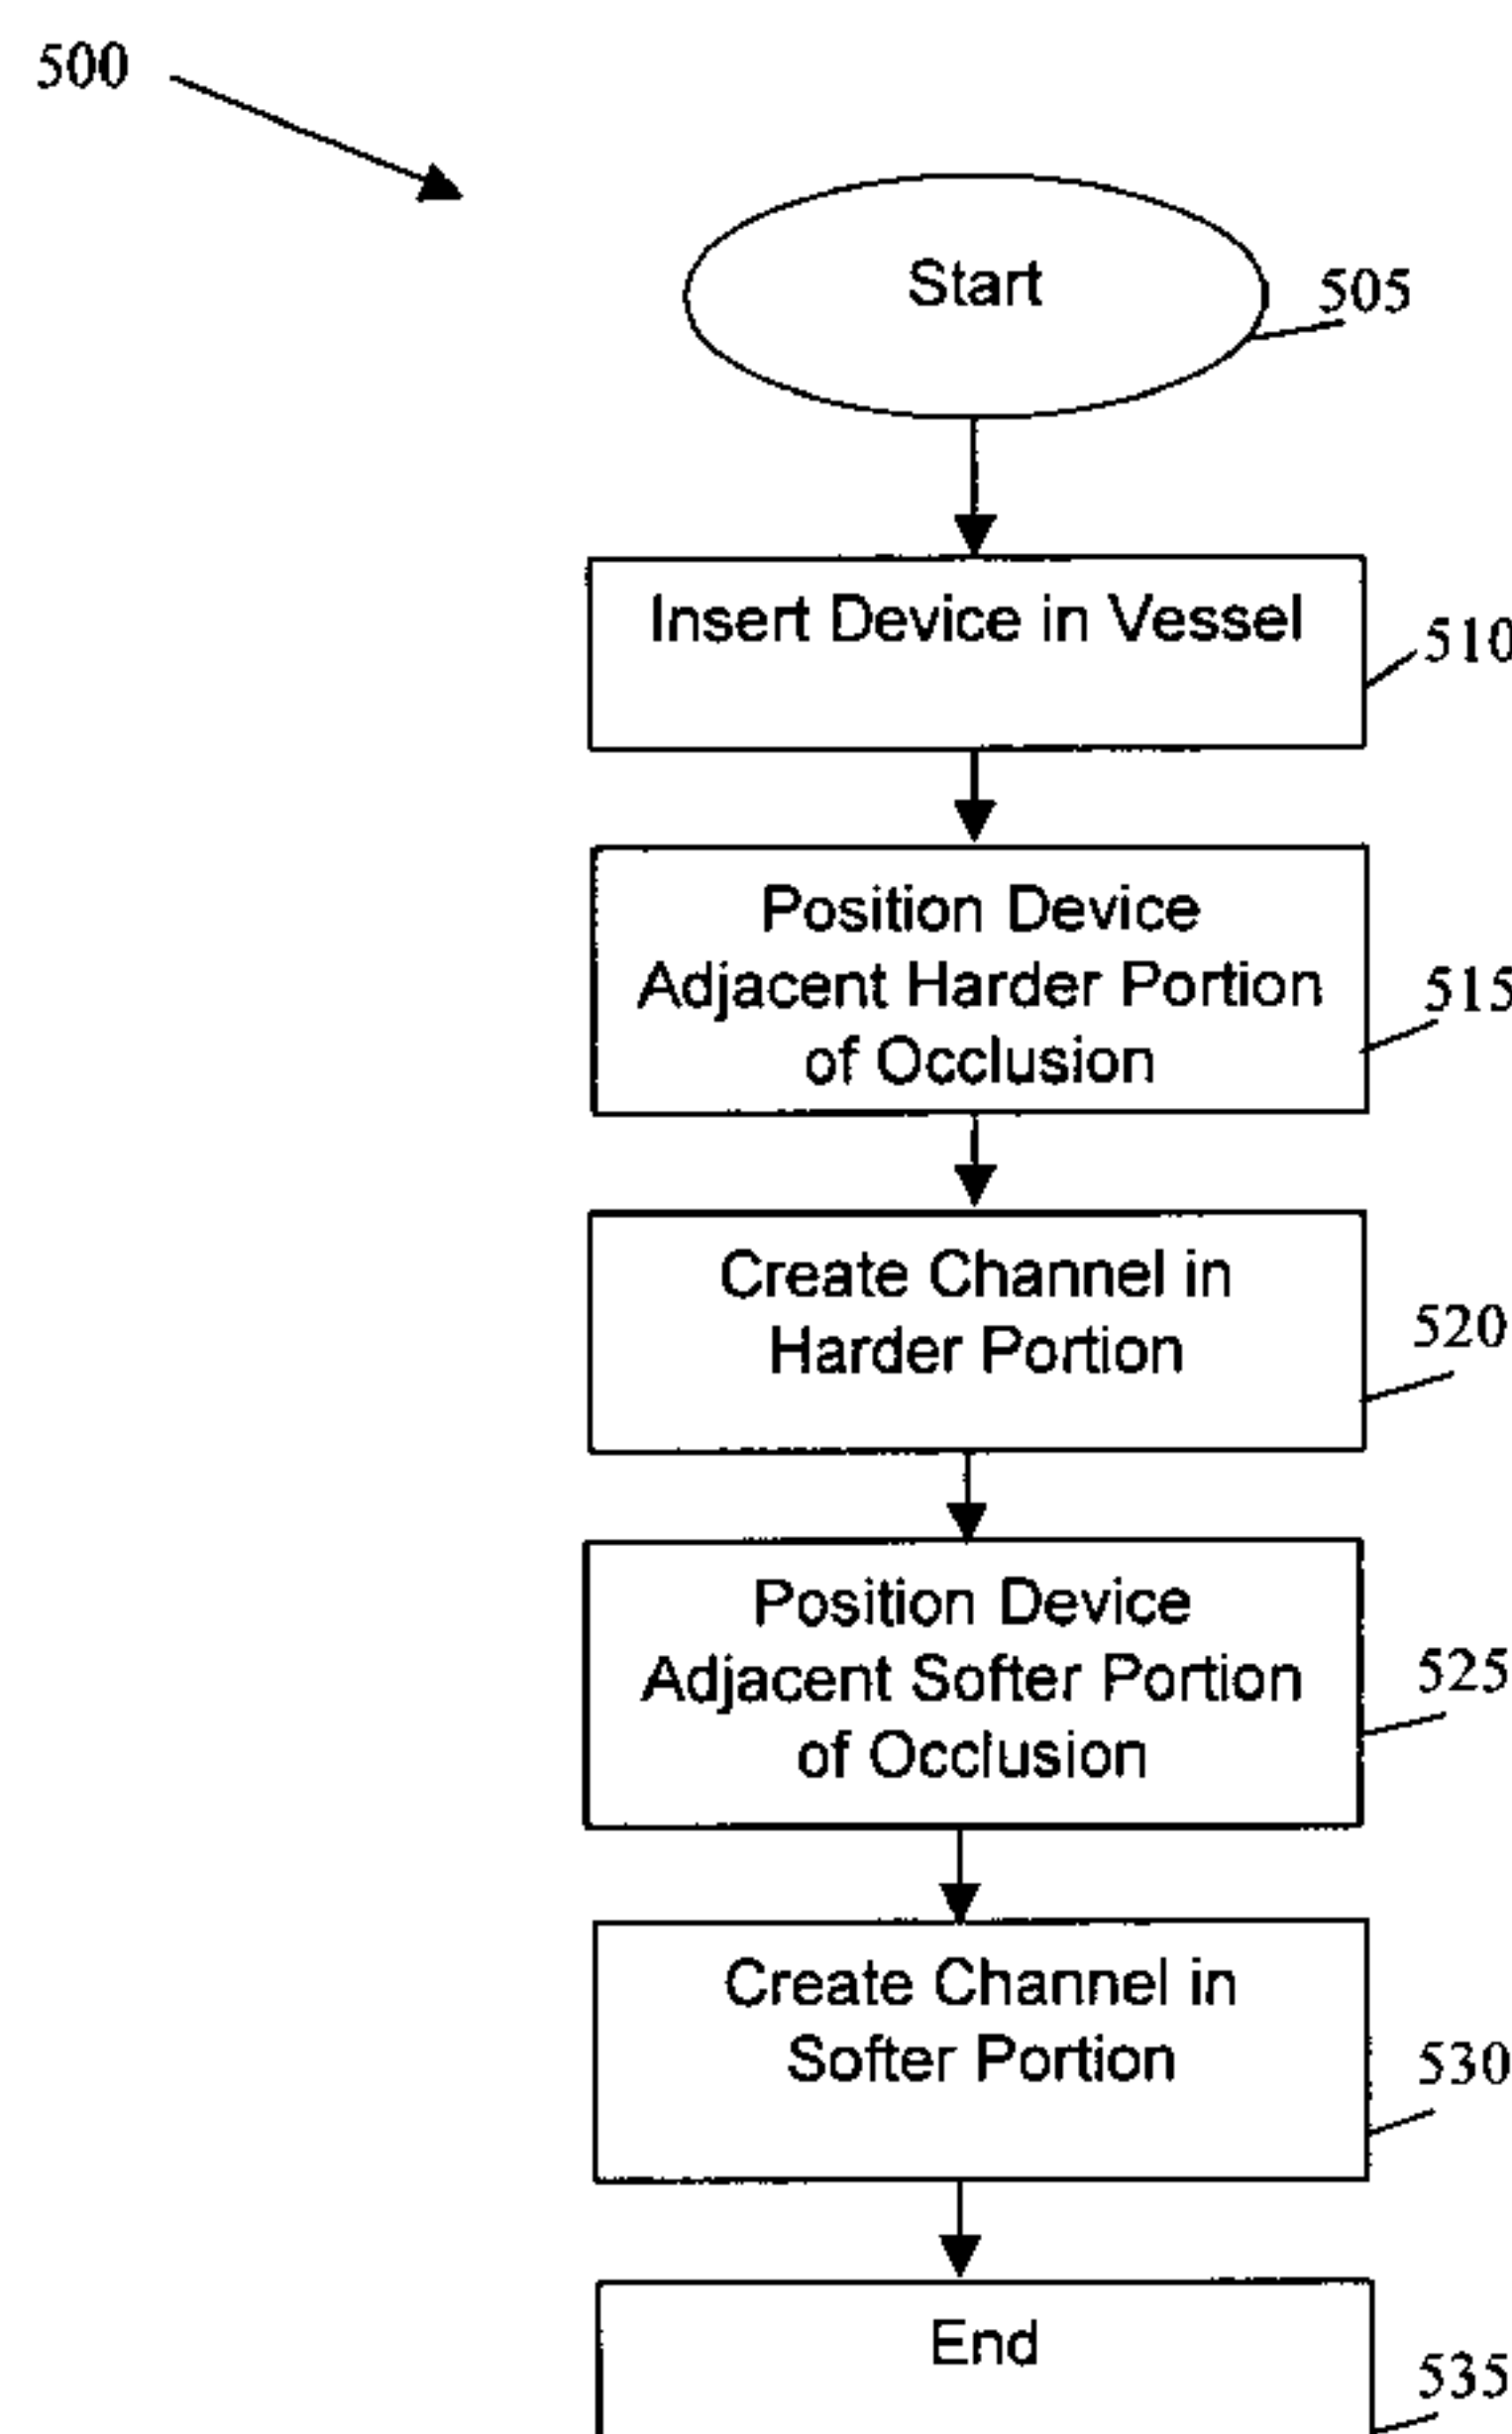 500
Start
505
Insert Device in Vessel
510
Position Device
Adjacent Harder Portion
of Occlusion
515
Create Channel in
Harder Portion
520
Position Device
Adjacent Softer Portion
of Occlusion
525
Create Channel in
Softer Portion
530
End
535